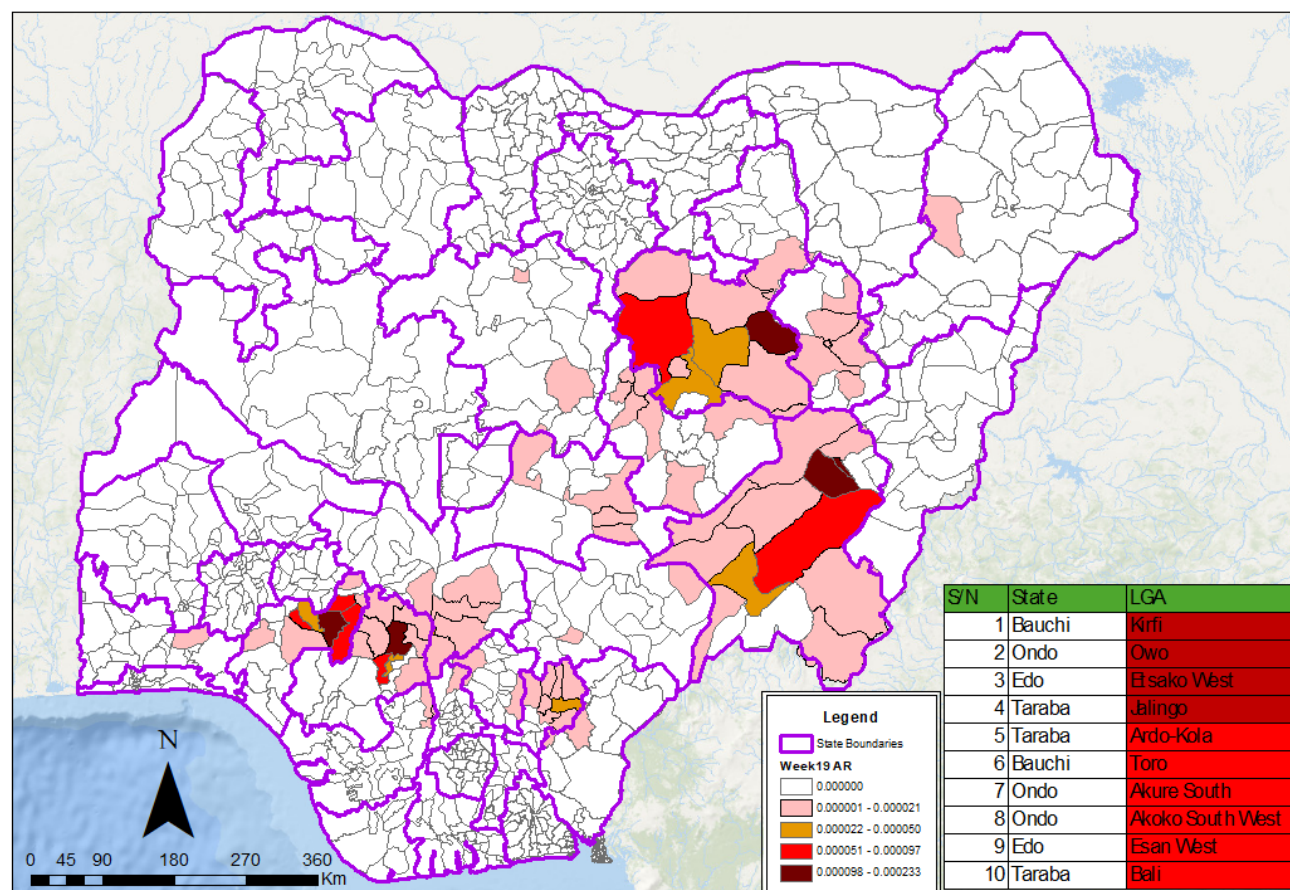 N
0 45 90 180 270 360
Km
Legend
State Boundaries
Week19 AR
0.000000
0.000001 - 0.000021
0.000022 - 0.000050
0.000051 - 0.000097
0.000098 - 0.000233
S/N State LGA
1 Bauchi Kirfi
2 Ondo Owo
3 Edo Etsako West
4 Taraba Jalingo
5 Taraba Ardo-Kola
6 Bauchi Toro
7 Ondo Akure South
8 Ondo Akoko South West
9 Edo Esan West
10 Taraba Bali